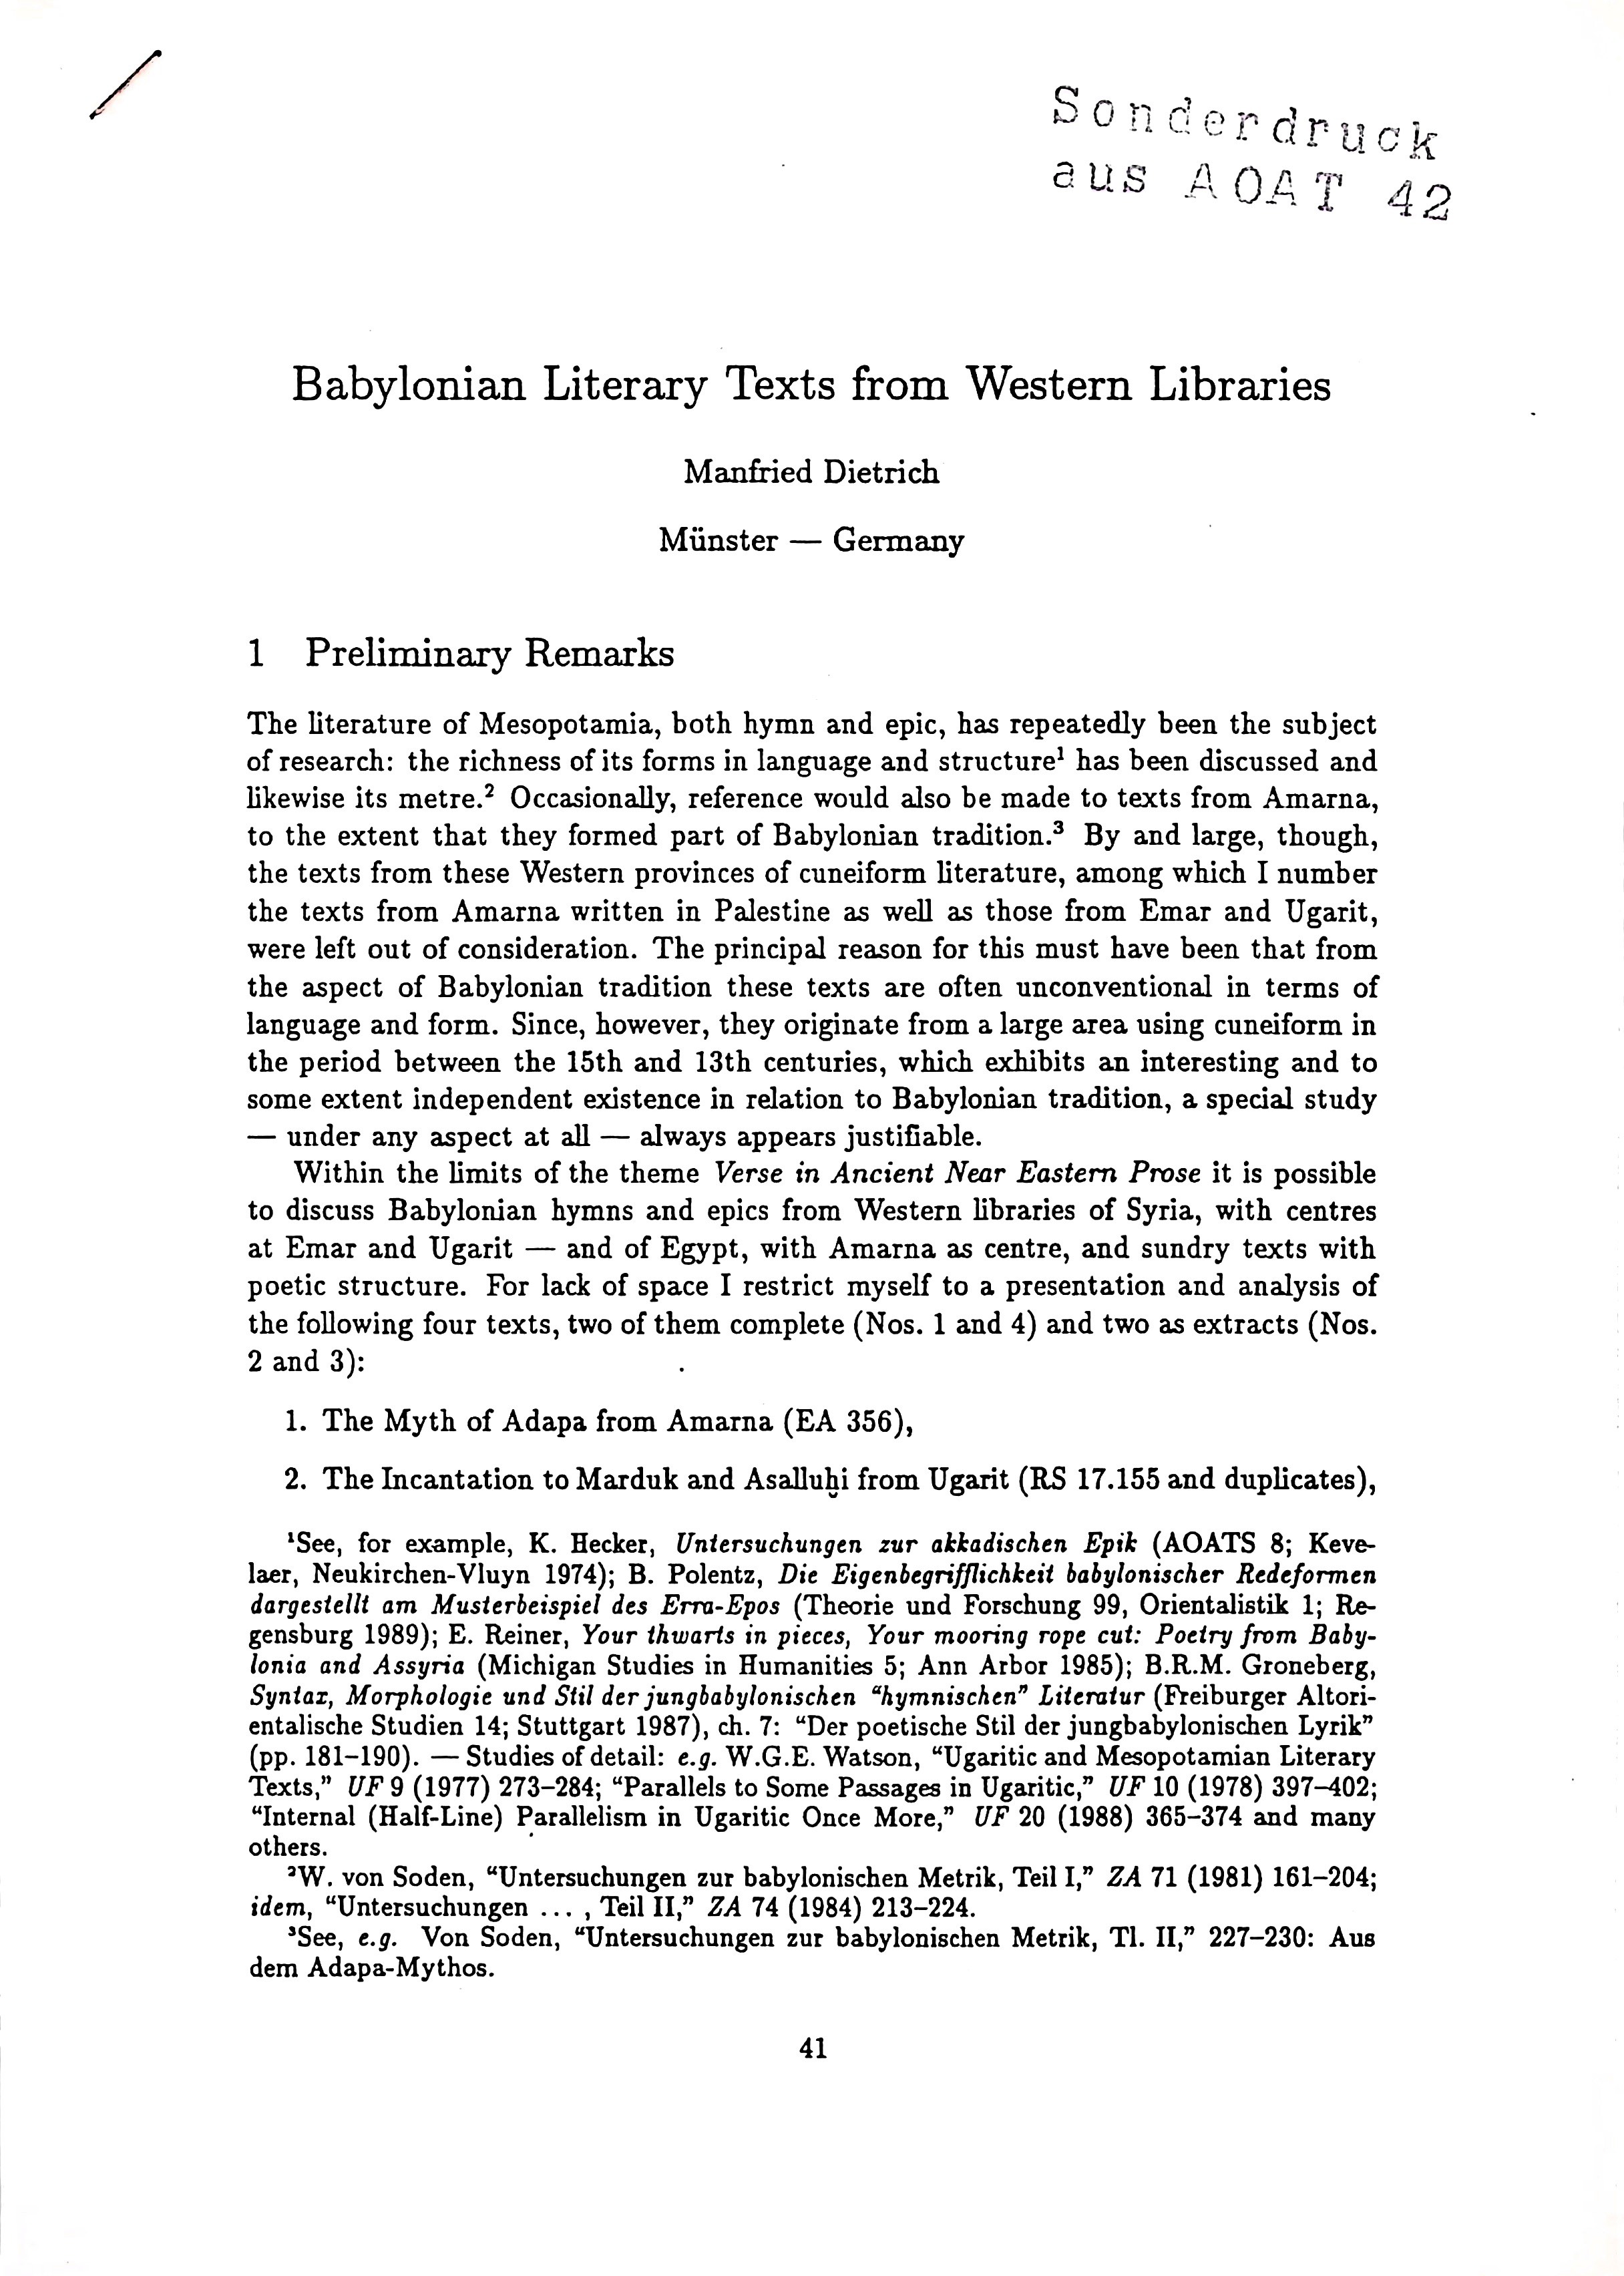 Sonderdruck
aus AOAT 42
Babylonian Literary Texts from Western Libraries
Manfried Dietrich
Münster — Germany
1 Preliminary Remarks
The literature of Mesopotamia, both hymn and epic, has repeatedly been the subject
of research: the richness of its forms in language and structure¹ has been discussed and
likewise its metre.² Occasionally, reference would also be made to texts from Amarna,
to the extent that they formed part of Babylonian tradition.³ By and large, though,
the texts from these Western provinces of cuneiform literature, among which I number
the texts from Amarna written in Palestine as well as those from Emar and Ugarit,
were left out of consideration. The principal reason for this must have been that from
the aspect of Babylonian tradition these texts are often unconventional in terms of
language and form. Since, however, they originate from a large area using cuneiform in
the period between the 15th and 13th centuries, which exhibits an interesting and to
some extent independent existence in relation to Babylonian tradition, a special study
— under any aspect at all — always appears justifiable.
Within the limits of the theme Verse in Ancient Near Eastern Prose it is possible
to discuss Babylonian hymns and epics from Western libraries of Syria, with centres
at Emar and Ugarit — and of Egypt, with Amarna as centre, and sundry texts with
poetic structure. For lack of space I restrict myself to a presentation and analysis of
the following four texts, two of them complete (Nos. 1 and 4) and two as extracts (Nos.
2 and 3):
1. The Myth of Adapa from Amarna (EA 356),
2. The Incantation to Marduk and Asalluḫi from Ugarit (RS 17.155 and duplicates),
¹See, for example, K. Hecker, Untersuchungen zur akkadischen Epik (AOATS 8; Keve-
laer, Neukirchen-Vluyn 1974); B. Polentz, Die Eigenbegrifflichkeit babylonischer Redeformen
dargestellt am Musterbeispiel des Erra-Epos (Theorie und Forschung 99, Orientalistik 1; Re-
gensburg 1989); E. Reiner, Your thwarts in pieces, Your mooring rope cut: Poetry from Baby-
lonia and Assyria (Michigan Studies in Humanities 5; Ann Arbor 1985); B.R.M. Groneberg,
Syntax, Morphologie und Stil der jungbabylonischen “hymnischen” Literatur (Freiburger Altori-
entalische Studien 14; Stuttgart 1987), ch. 7: “Der poetische Stil der jungbabylonischen Lyrik”
(pp. 181–190). — Studies of detail: e.g. W.G.E. Watson, “Ugaritic and Mesopotamian Literary
Texts,” UF 9 (1977) 273–284; “Parallels to Some Passages in Ugaritic,” UF 10 (1978) 397–402;
“Internal (Half-Line) Parallelism in Ugaritic Once More,” UF 20 (1988) 365–374 and many
others.
²W. von Soden, “Untersuchungen zur babylonischen Metrik, Teil I,” ZA 71 (1981) 161–204;
idem, “Untersuchungen ... , Teil II,” ZA 74 (1984) 213–224.
³See, e.g. Von Soden, “Untersuchungen zur babylonischen Metrik, Tl. II,” 227–230: Aus
dem Adapa-Mythos.
41